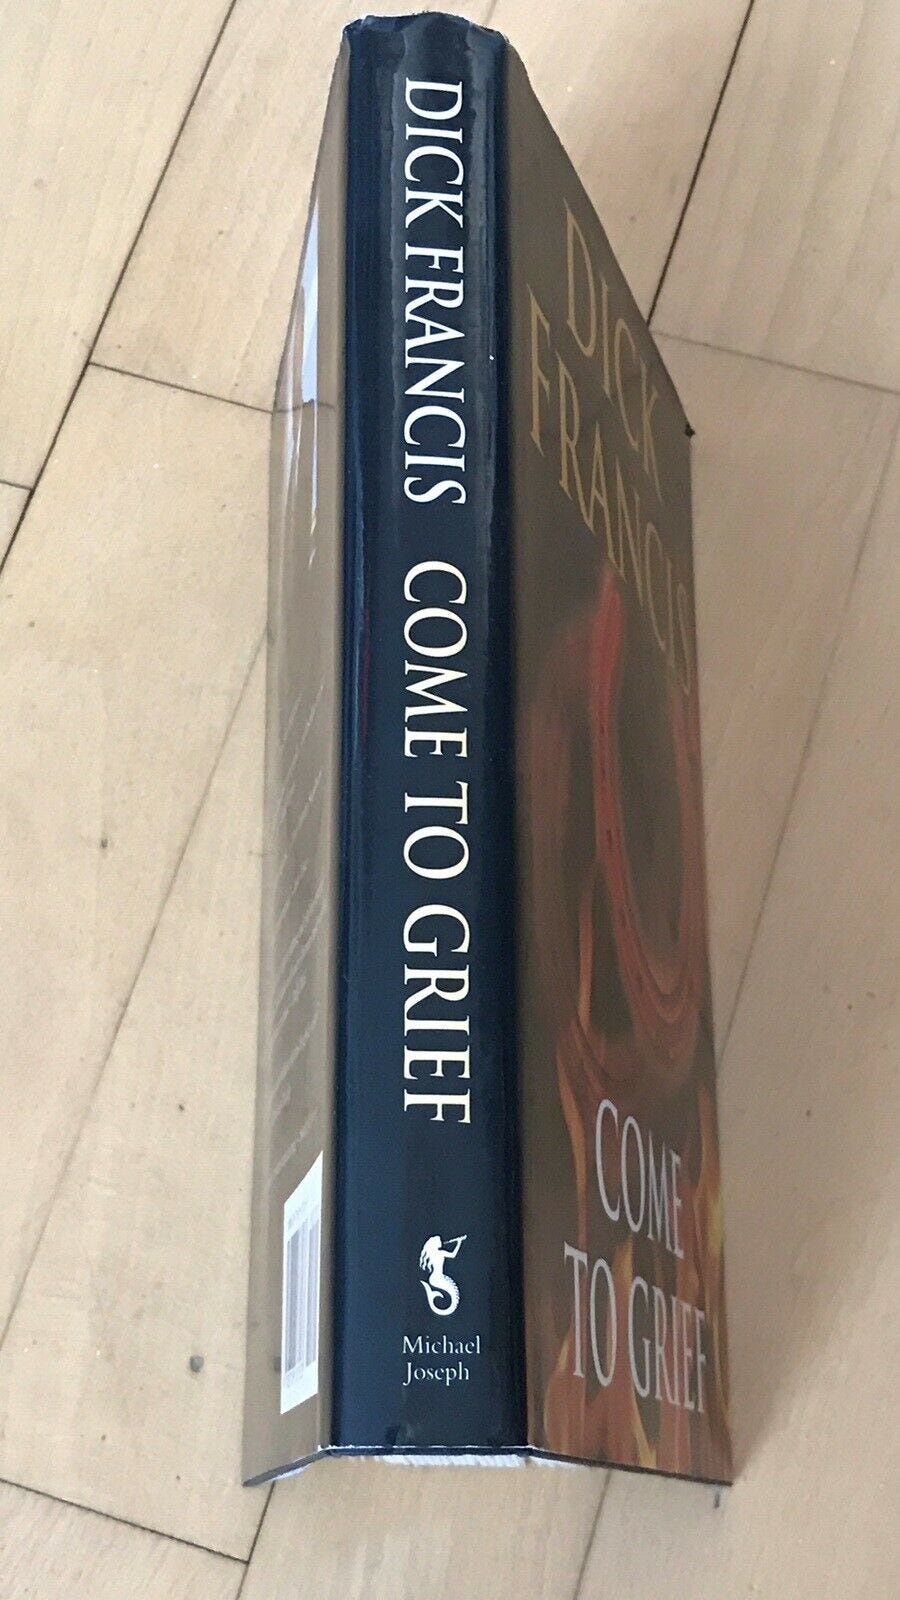 DICK FRANCIS COME TO GRIEF
Michael
Joseph
DICK
FRANCIS
COME
TO GRIEF